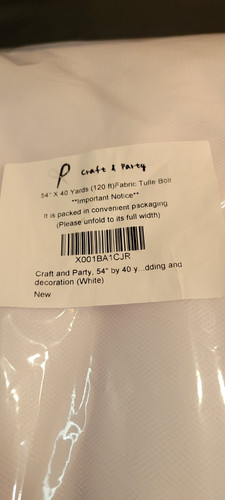 Craft & Party
54" X 40 Yards (120 ft)Fabric Tulle Bolt
**Important Notice**
It is packed in convenient packaging
(Please unfold to its full width)
X001BA1CJR
Craft and Party, 54" by 40 y...dding and
decoration (White)
New